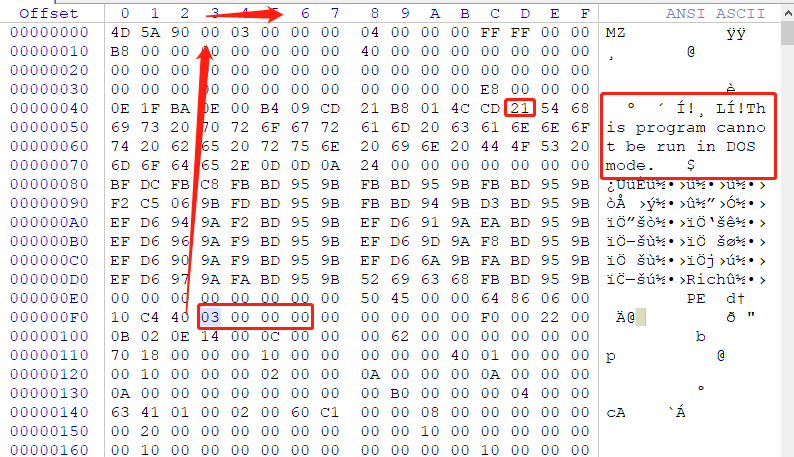 Offset 0 1 2 3 4 5 6 7 8 9 A B C D E F ANSI ASCII
00000000 4D 5A 90 00 03 00 00 00 04 00 00 00 FF FF 00 00 MZ ÿÿ
00000010 B8 00 00 00 00 00 00 00 40 00 00 00 00 00 00 00 ¸ @
00000020 00 00 00 00 00 00 00 00 00 00 00 00 00 00 00 00
00000030 00 00 00 00 00 00 00 00 00 00 00 00 E8 00 00 00 è
00000040 0E 1F BA 0E 00 B4 09 CD 21 B8 01 4C CD 21 54 68 º ´ Í!¸ LÍ!Th
00000050 69 73 20 70 72 6F 67 72 61 6D 20 63 61 6E 6E 6F is program canno
00000060 74 20 62 65 20 72 75 6E 20 69 6E 20 44 4F 53 20 t be run in DOS
00000070 6D 6F 64 65 2E 0D 0D 0A 24 00 00 00 00 00 00 00 mode. $
00000080 BF DC FB C8 FB BD 95 9B FB BD 95 9B FB BD 95 9B ¿ÜûÈû½•›û½•›û½•›
00000090 F2 C5 06 9B FD BD 95 9B FB BD 94 9B D3 BD 95 9B òÅ ›ý½•›û½”›Ó½•›
000000A0 EF D6 94 9A F2 BD 95 9B EF D6 91 9A EA BD 95 9B ïÖ”šò½•›ïÖ‘šê½•›
000000B0 EF D6 96 9A F9 BD 95 9B EF D6 9D 9A F8 BD 95 9B ïÖ–šù½•›ïÖ šø½•›
000000C0 EF D6 90 9A F9 BD 95 9B EF D6 6A 9B FA BD 95 9B ïÖ šù½•›ïÖj›ú½•›
000000D0 EF D6 97 9A FA BD 95 9B 52 69 63 68 FB BD 95 9B ïÖ—šú½•›Richû½•›
000000E0 00 00 00 00 00 00 00 00 50 45 00 00 64 86 06 00 PE d†
000000F0 10 C4 40 03 00 00 00 00 00 00 00 00 F0 00 22 00 Ä@ ð "
00000100 0B 02 0E 14 00 0C 00 00 00 62 00 00 00 00 00 00 b
00000110 70 18 00 00 00 10 00 00 00 00 00 40 01 00 00 00 p @
00000120 00 10 00 00 00 02 00 00 0A 00 00 00 0A 00 00 00
00000130 0A 00 00 00 00 00 00 00 00 B0 00 00 00 04 00 00 °
00000140 63 41 01 00 02 00 60 C1 00 00 08 00 00 00 00 00 cA `Á
00000150 00 20 00 00 00 00 00 00 00 00 10 00 00 00 00 00
00000160 00 10 00 00 00 00 00 00 00 00 00 00 10 00 00 00